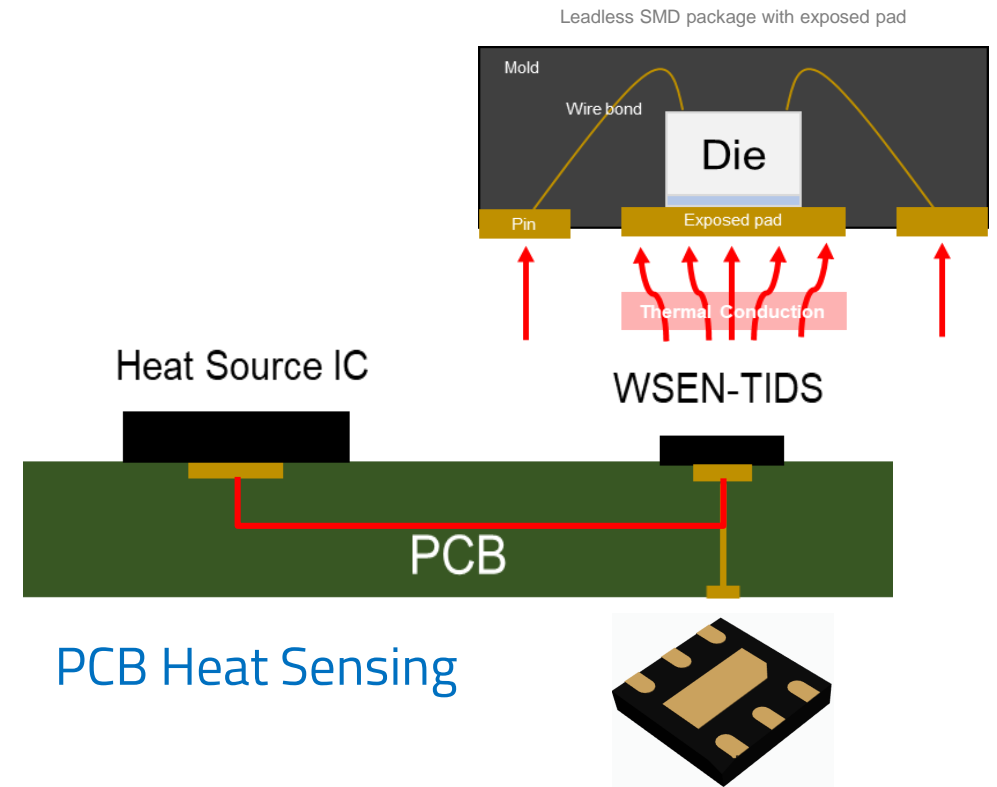 Leadless SMD package with exposed pad
Mold
Wire bond
Die
Pin
Exposed pad
Thermal Conduction
Heat Source IC
WSEN-TIDS
PCB
PCB Heat Sensing